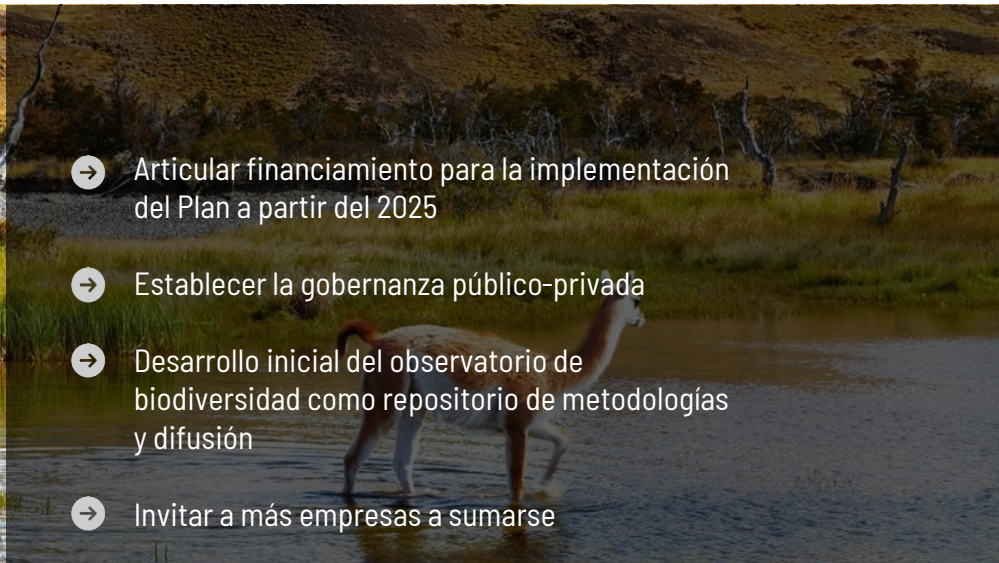 Articular financiamiento para la implementación
del Plan a partir del 2025
Establecer la gobernanza público-privada
Desarrollo inicial del observatorio de
biodiversidad como repositorio de metodologías
y difusión
Invitar a más empresas a sumarse